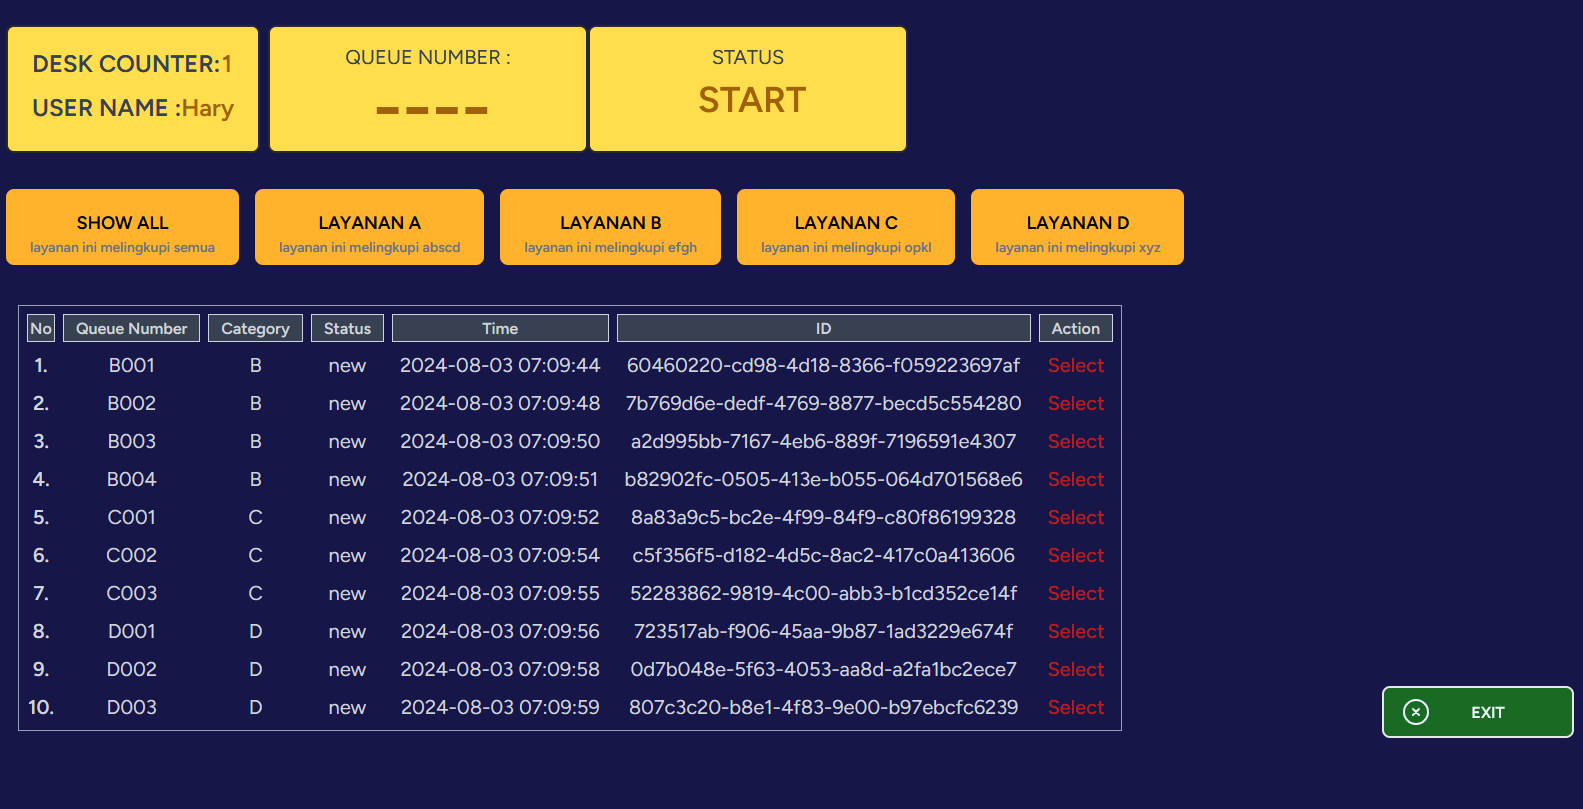 DESK COUNTER:1
USER NAME :Hary
QUEUE NUMBER :
----
STATUS
START
SHOW ALL
layanan ini melingkupi semua
LAYANAN A
layanan ini melingkupi abscd
LAYANAN B
layanan ini melingkupi efgh
LAYANAN C
layanan ini melingkupi opkl
LAYANAN D
layanan ini melingkupi xyz
No Queue Number Category Status Time ID Action
1. B001 B new 2024-08-03 07:09:44 60460220-cd98-4d18-8366-f059223697af Select
2. B002 B new 2024-08-03 07:09:48 7b769d6e-dedf-4769-8877-becd5c554280 Select
3. B003 B new 2024-08-03 07:09:50 a2d995bb-7167-4eb6-889f-7196591e4307 Select
4. B004 B new 2024-08-03 07:09:51 b82902fc-0505-413e-b055-064d701568e6 Select
5. C001 C new 2024-08-03 07:09:52 8a83a9c5-bc2e-4f99-84f9-c80f86199328 Select
6. C002 C new 2024-08-03 07:09:54 c5f356f5-d182-4d5c-8ac2-417c0a413606 Select
7. C003 C new 2024-08-03 07:09:55 52283862-9819-4c00-abb3-b1cd352ce14f Select
8. D001 D new 2024-08-03 07:09:56 723517ab-f906-45aa-9b87-1ad3229e674f Select
9. D002 D new 2024-08-03 07:09:58 0d7b048e-5f63-4053-aa8d-a2fa1bc2ece7 Select
10. D003 D new 2024-08-03 07:09:59 807c3c20-b8e1-4f83-9e00-b97ebcfc6239 Select
EXIT